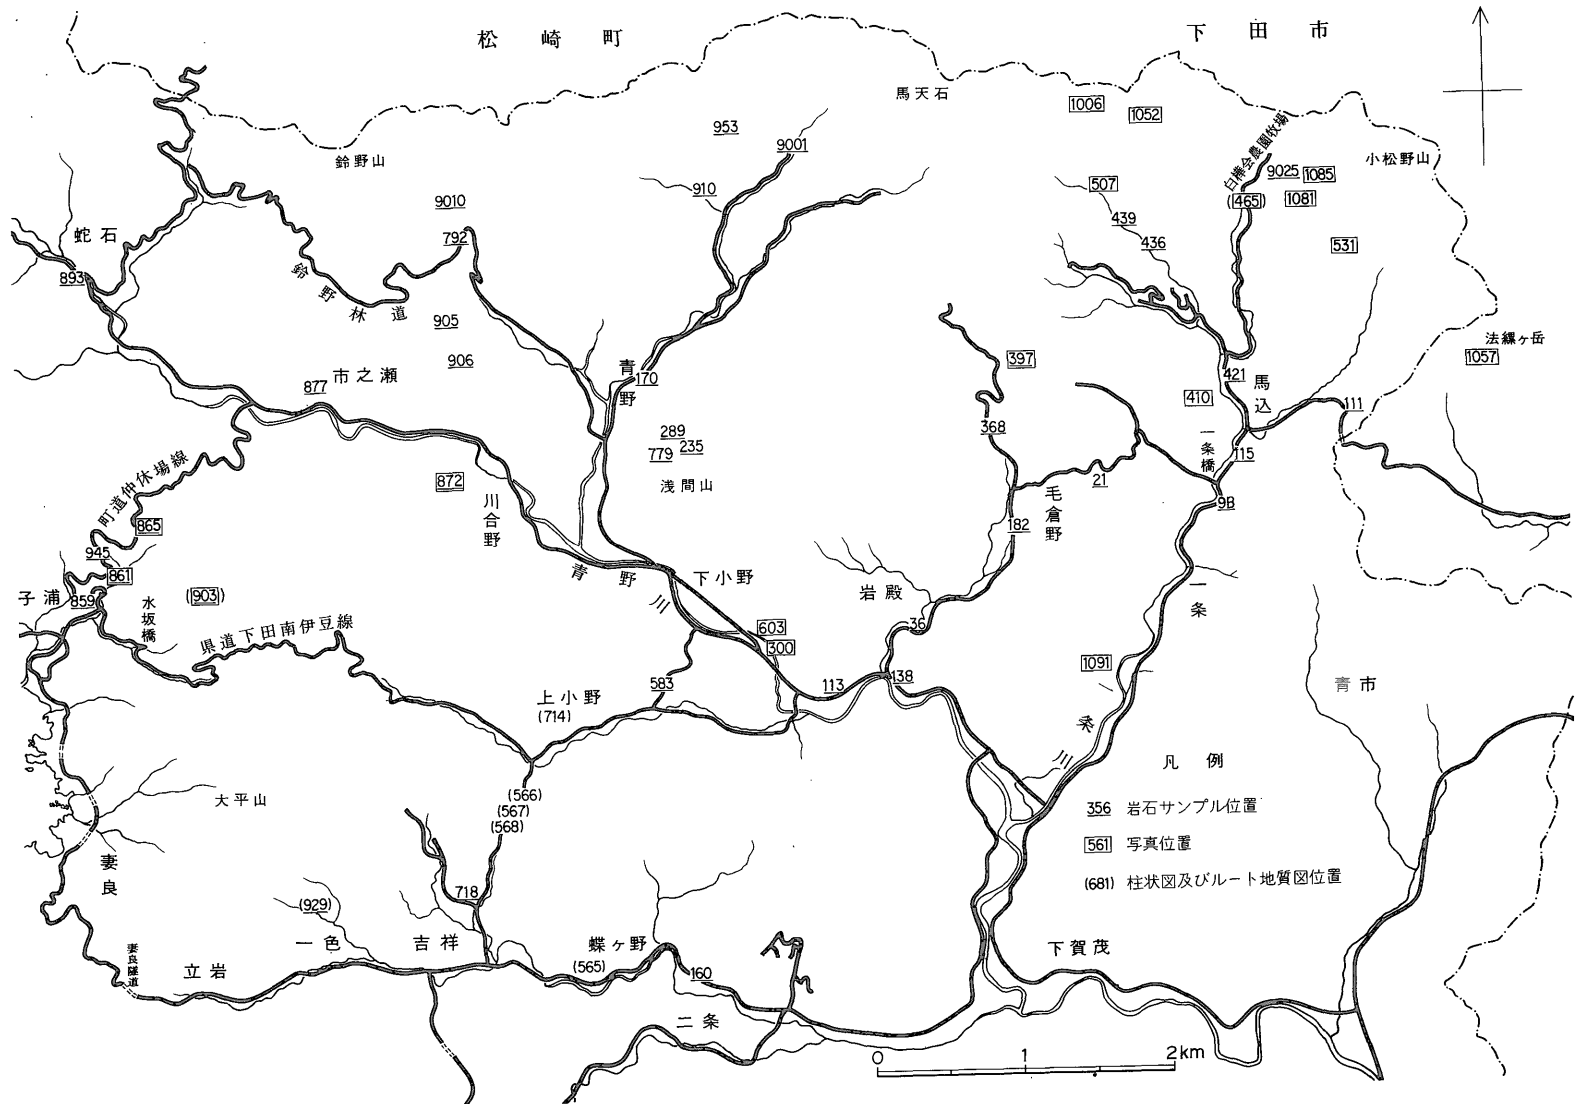 松崎町
下田市
馬天石
1006
1052
953
9001
鈴野山
白樺会農園牧場
小松野山
9025
1085
910
507
(465)
1081
9010
439
792
436
531
蛇石
893
鈴野林道
905
法繰ヶ岳
1057
906
397
青野
170
市之瀬
877
421
馬込
410
111
368
289
235
779
一条橋
115
浅間山
872
21
町道仲休場線
川合野
毛倉野
9B
865
182
945
861
青野川
下小野
一条
岩殿
子浦
859
水坂橋
(903)
県道下田南伊豆線
603
36
300
1091
583
113
138
青市
上小野
(714)
条川
凡例
(566)
356 岩石サンプル位置
(567)
(568)
大平山
561 写真位置
妻良
(681) 柱状図及びルート地質図位置
718
(929)
一色
吉祥
蝶ヶ野
下賀茂
妻良隧道
立岩
(565)
160
二条
0 1 2km